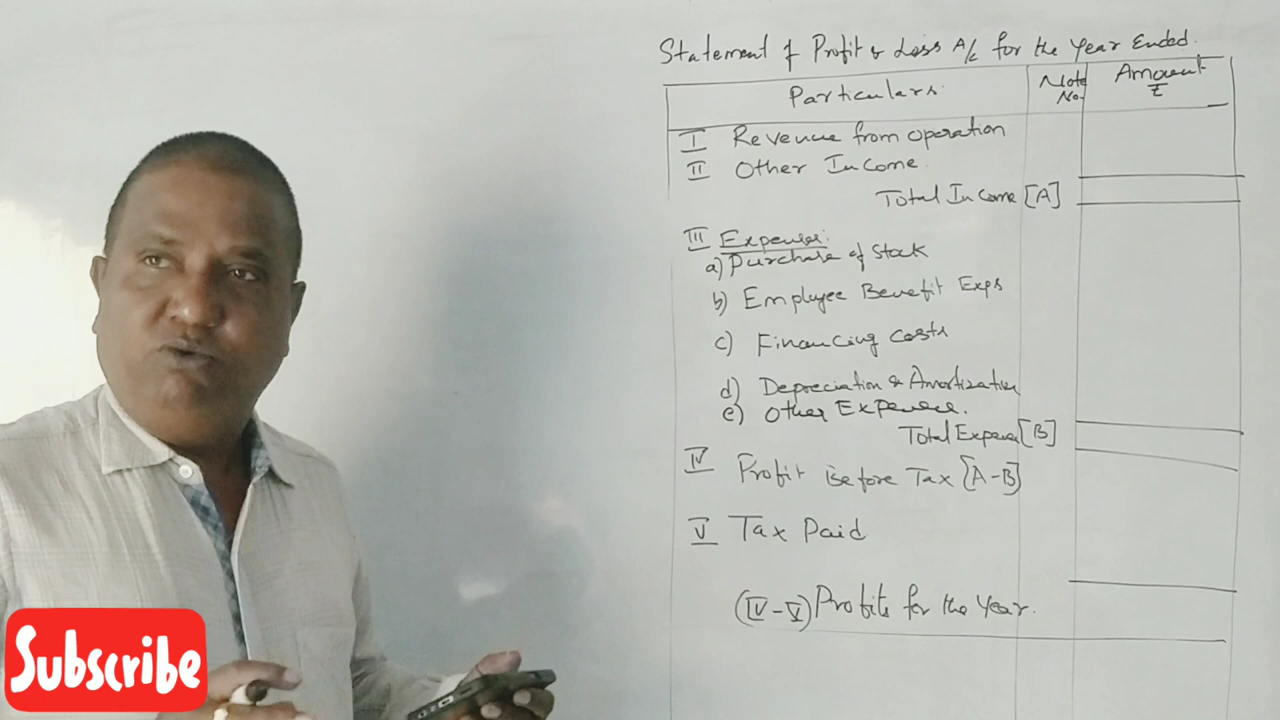 Statement of Profit & Loss A/c for the Year Ended.
Particulars.
Note No.
Amount ₹
I Revenue from operation
II Other Income.
Total Income [A]
III Expenses:
a) Purchase of Stock
b) Employee Benefit Exps
c) Financing Costs
d) Depreciation & Amortization
e) Other Expenses.
Total Expenses [B]
IV Profit Before Tax [A-B]
V Tax Paid
(IV-V) Profits for the Year.
Subscribe